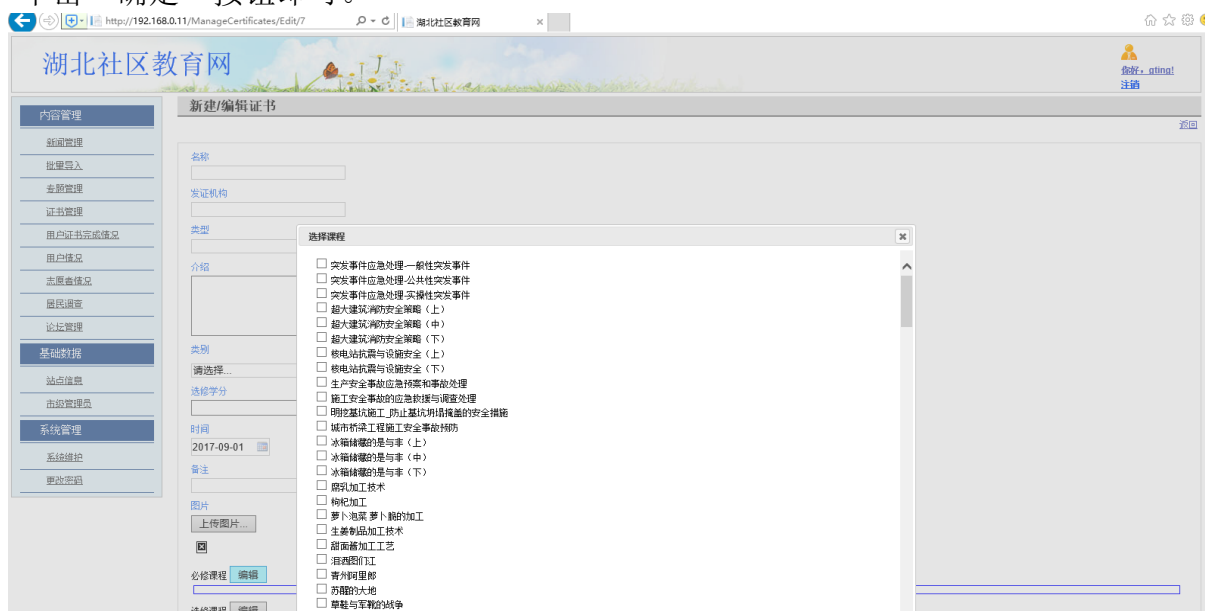 http://192.168.0.11/ManageCertificates/Edit/7
湖北社区教育网
湖北社区教育网
你好，qting!
注销
内容管理
新闻管理
批量导入
专题管理
证书管理
用户证书完成情况
用户情况
志愿者情况
居民调查
论坛管理
基础数据
站点信息
市级管理员
系统管理
系统维护
更改密码
新建/编辑证书
返回
名称
发证机构
类型
介绍
类别
请选择...
选修学分
时间
2017-09-01
备注
图片
上传图片...
必修课程 编辑
选择课程
突发事件应急处理-一般性突发事件
突发事件应急处理-公共性突发事件
突发事件应急处理-实操性突发事件
超大建筑消防安全策略（上）
超大建筑消防安全策略（中）
超大建筑消防安全策略（下）
核电站抗震与设施安全（上）
核电站抗震与设施安全（下）
生产安全事故应急预案和事故处理
施工安全事故的应急救援与调查处理
明挖基坑施工_防止基坑坍塌掩盖的安全措施
城市桥梁工程施工安全事故预防
冰箱储藏的是与非（上）
冰箱储藏的是与非（中）
冰箱储藏的是与非（下）
腐乳加工技术
枸杞加工
萝卜泡菜 萝卜脆的加工
生姜制品加工技术
甜面酱加工工艺
泪洒图们江
青州阿里郎
苏醒的大地
草鞋与军靴的战争